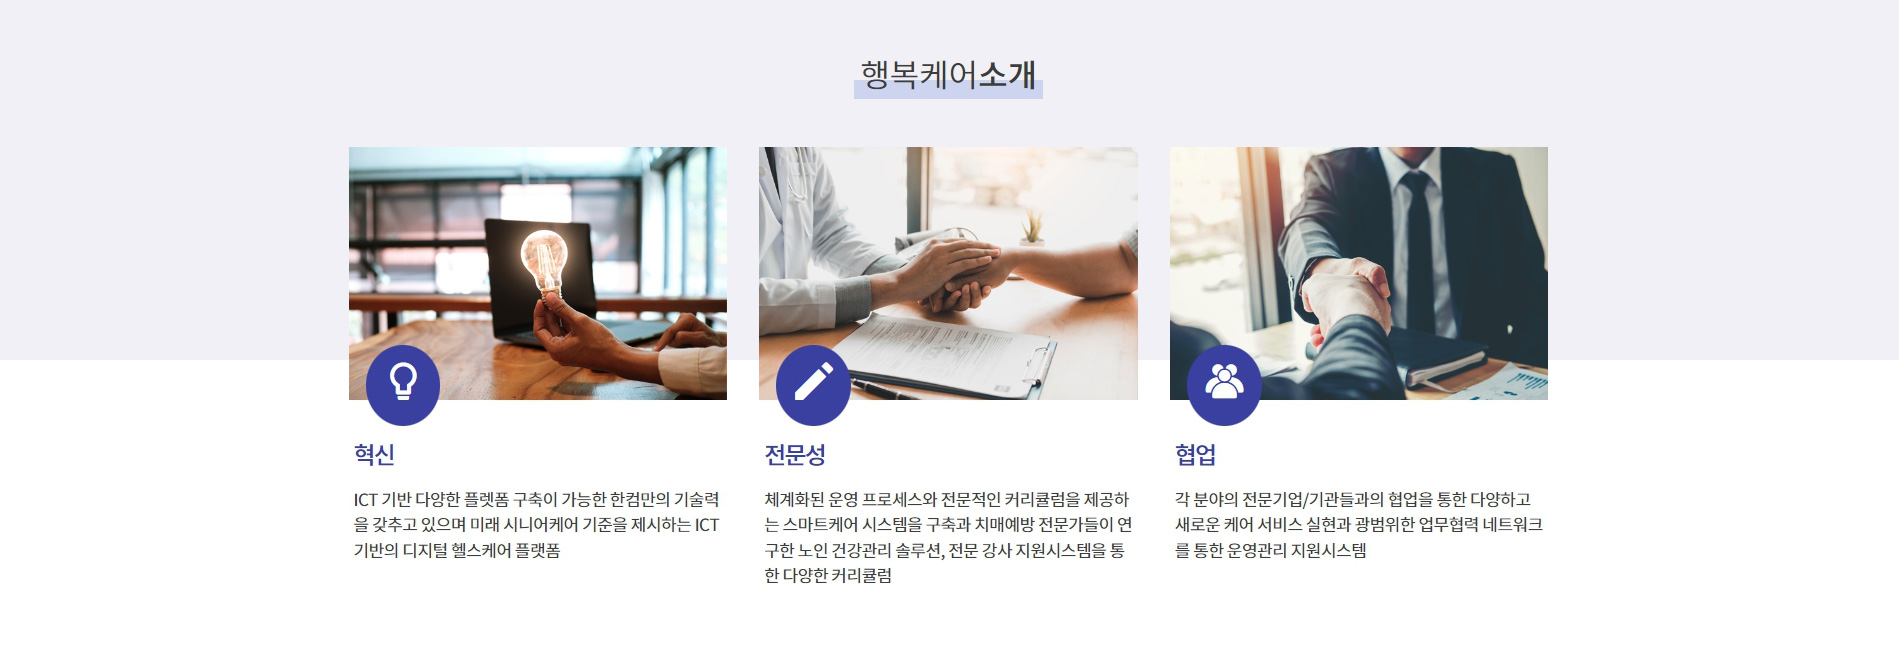 행복케어소개
혁신
ICT 기반 다양한 플렛폼 구축이 가능한 한컴만의 기술력
을 갖추고 있으며 미래 시니어케어 기준을 제시하는 ICT
기반의 디지털 헬스케어 플랫폼
전문성
체계화된 운영 프로세스와 전문적인 커리큘럼을 제공하
는 스마트케어 시스템을 구축과 치매예방 전문가들이 연
구한 노인 건강관리 솔루션, 전문 강사 지원시스템을 통
한 다양한 커리큘럼
협업
각 분야의 전문기업/기관들과의 협업을 통한 다양하고
새로운 케어 서비스 실현과 광범위한 업무협력 네트워크
를 통한 운영관리 지원시스템